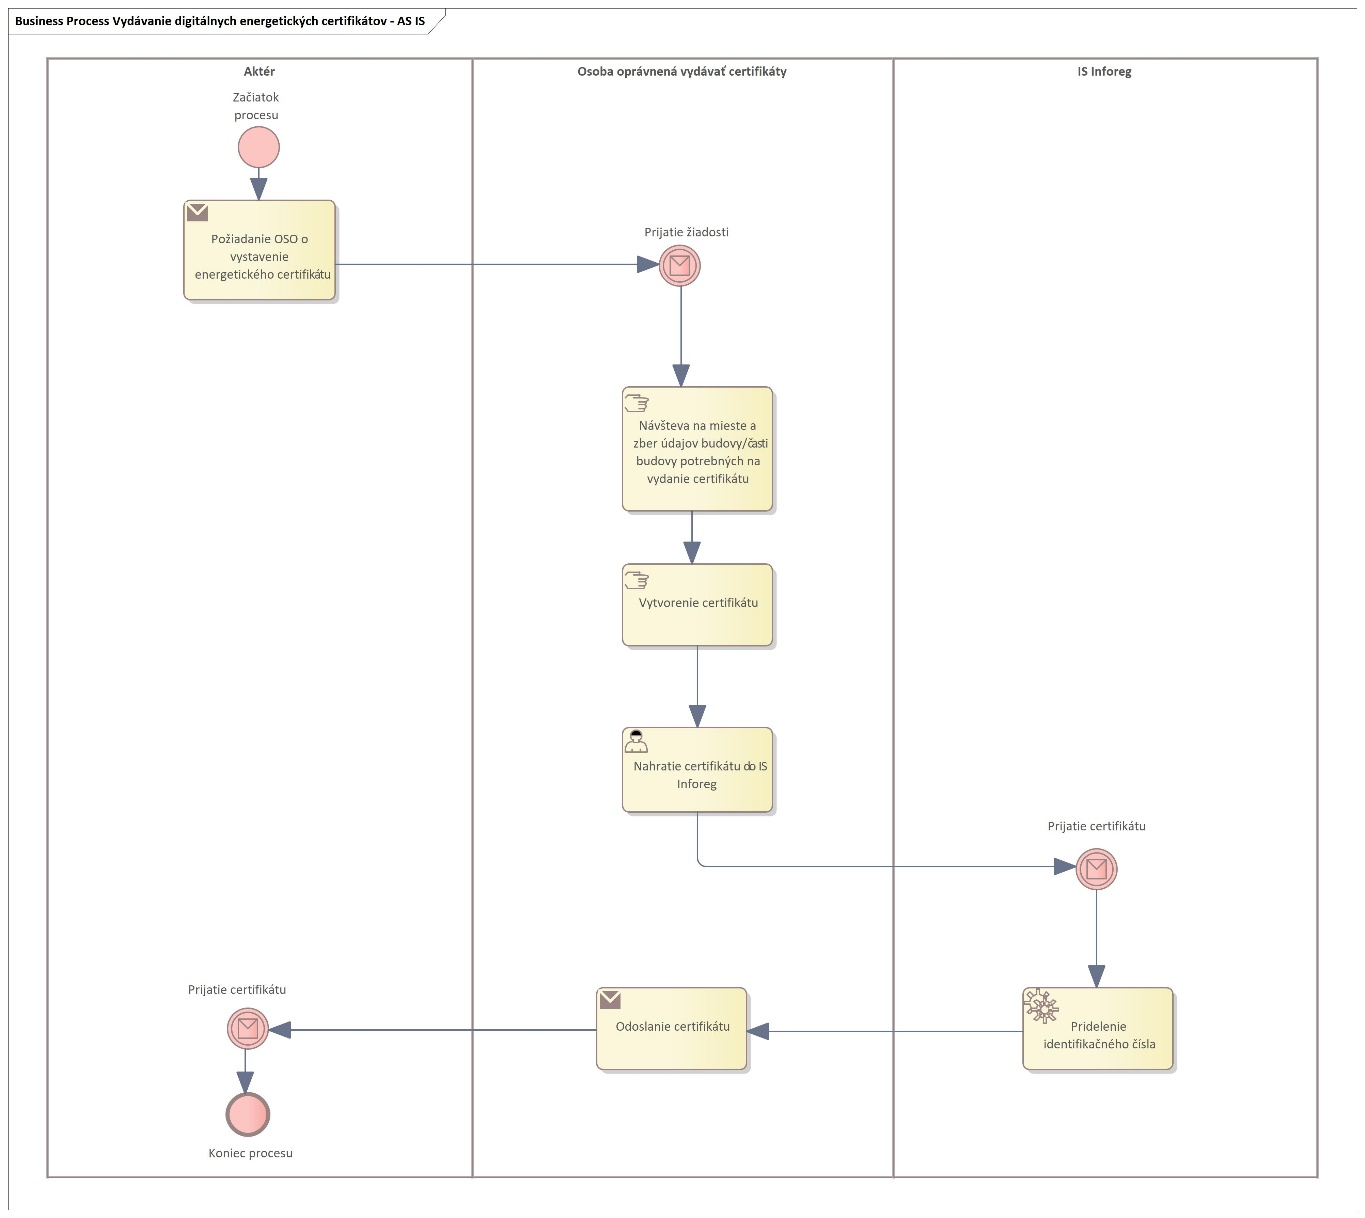 Business Process Vydávanie digitálnych energetických certifikátov - AS IS
Aktér
Osoba oprávnená vydávať certifikáty
IS Inforeg
Začiatok
procesu
Požiadanie OSO o
vystavenie
energetického certifikátu
Prijatie žiadosti
Návšteva na mieste a
zber údajov budovy/časti
budovy potrebných na
vydanie certifikátu
Vytvorenie certifikátu
Nahratie certifikátu do IS
Inforeg
Prijatie certifikátu
Pridelenie
identifikačného čísla
Odoslanie certifikátu
Prijatie certifikátu
Koniec procesu